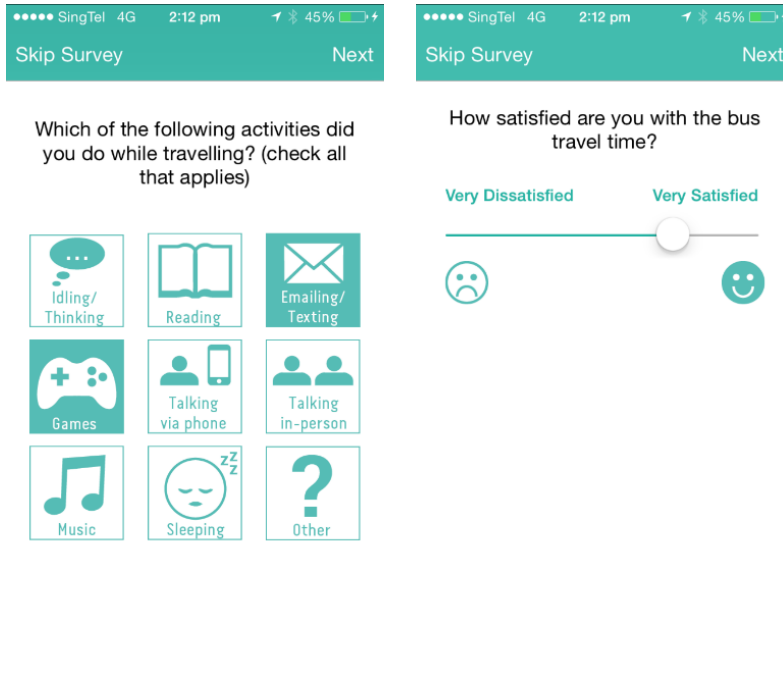 SingTel 4G 2:12 pm 45%
Skip Survey Next
Which of the following activities did
you do while travelling? (check all
that applies)
...
Idling/
Thinking
Reading
Emailing/
Texting
Games
Talking
via phone
Talking
in-person
Music
zzz
Sleeping
?
Other
SingTel 4G 2:12 pm 45%
Skip Survey Next
How satisfied are you with the bus
travel time?
Very Dissatisfied Very Satisfied